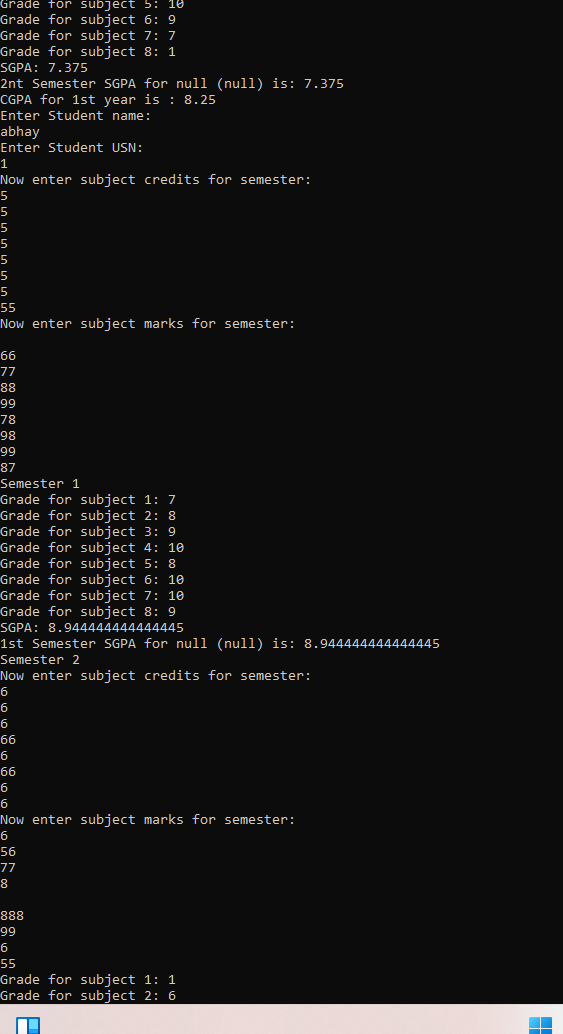 Grade for subject 5: 10
Grade for subject 6: 9
Grade for subject 7: 7
Grade for subject 8: 1
SGPA: 7.375
2nt Semester SGPA for null (null) is: 7.375
CGPA for 1st year is : 8.25
Enter Student name:
abhay
Enter Student USN:
1
Now enter subject credits for semester:
5
5
5
5
5
5
5
55
Now enter subject marks for semester:
66
77
88
99
78
98
99
87
Semester 1
Grade for subject 1: 7
Grade for subject 2: 8
Grade for subject 3: 9
Grade for subject 4: 10
Grade for subject 5: 8
Grade for subject 6: 10
Grade for subject 7: 10
Grade for subject 8: 9
SGPA: 8.944444444444445
1st Semester SGPA for null (null) is: 8.944444444444445
Semester 2
Now enter subject credits for semester:
6
6
6
66
6
66
6
6
Now enter subject marks for semester:
6
56
77
8
888
99
6
55
Grade for subject 1: 1
Grade for subject 2: 6